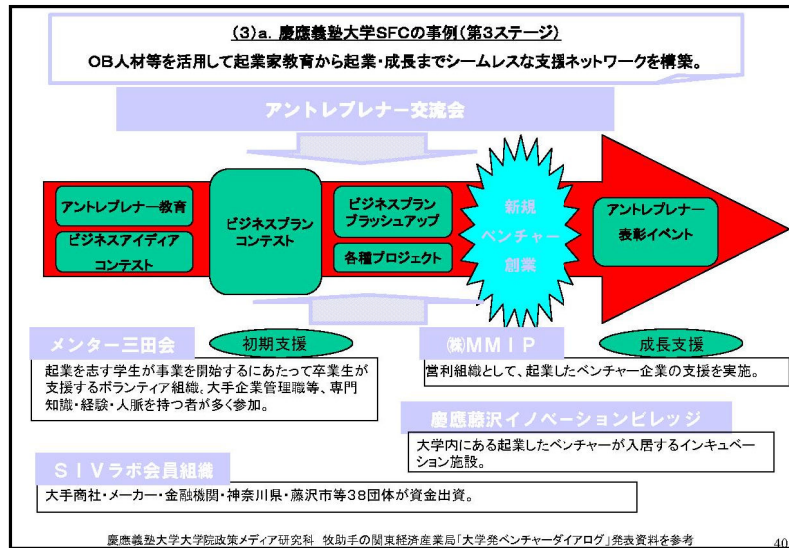 (3)a. 慶應義塾大学SFCの事例(第3ステージ)
OB人材等を活用して起業家教育から起業・成長までシームレスな支援ネットワークを構築。
アントレプレナー交流会
アントレプレナー教育
ビジネスアイディア
コンテスト
ビジネスプラン
コンテスト
ビジネスプラン
ブラッシュアップ
各種プロジェクト
新規
ベンチャー
創業
アントレプレナー
表彰イベント
メンター三田会
初期支援
起業を志す学生が事業を開始するにあたって卒業生が
支援するボランティア組織。大手企業管理職等、専門
知識・経験・人脈を持つ者が多く参加。
㈱MMIP
成長支援
営利組織として、起業したベンチャー企業の支援を実施。
慶應藤沢イノベーションビレッジ
大学内にある起業したベンチャーが入居するインキュベー
ション施設。
SIVラボ会員組織
大手商社・メーカー・金融機関・神奈川県・藤沢市等38団体が資金出資。
慶應義塾大学大学院政策メディア研究科 牧助手の関東経済産業局「大学発ベンチャーダイアログ」発表資料を参考
40